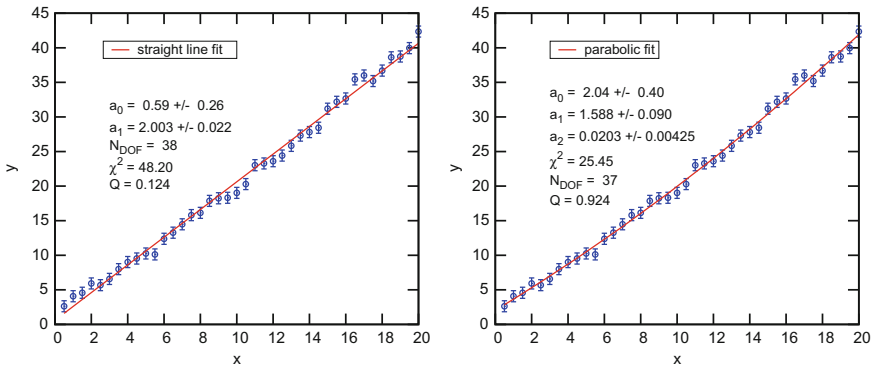 45
40
35
30
25
20
15
10
5
0
y
straight line fit
a0 = 0.59 +/- 0.26
a1 = 2.003 +/- 0.022
NDOF = 38
χ2 = 48.20
Q = 0.124
0 2 4 6 8 10 12 14 16 18 20
x
45
40
35
30
25
20
15
10
5
0
y
parabolic fit
a0 = 2.04 +/- 0.40
a1 = 1.588 +/- 0.090
a2 = 0.0203 +/- 0.00425
χ2 = 25.45
NDOF = 37
Q = 0.924
0 2 4 6 8 10 12 14 16 18 20
x